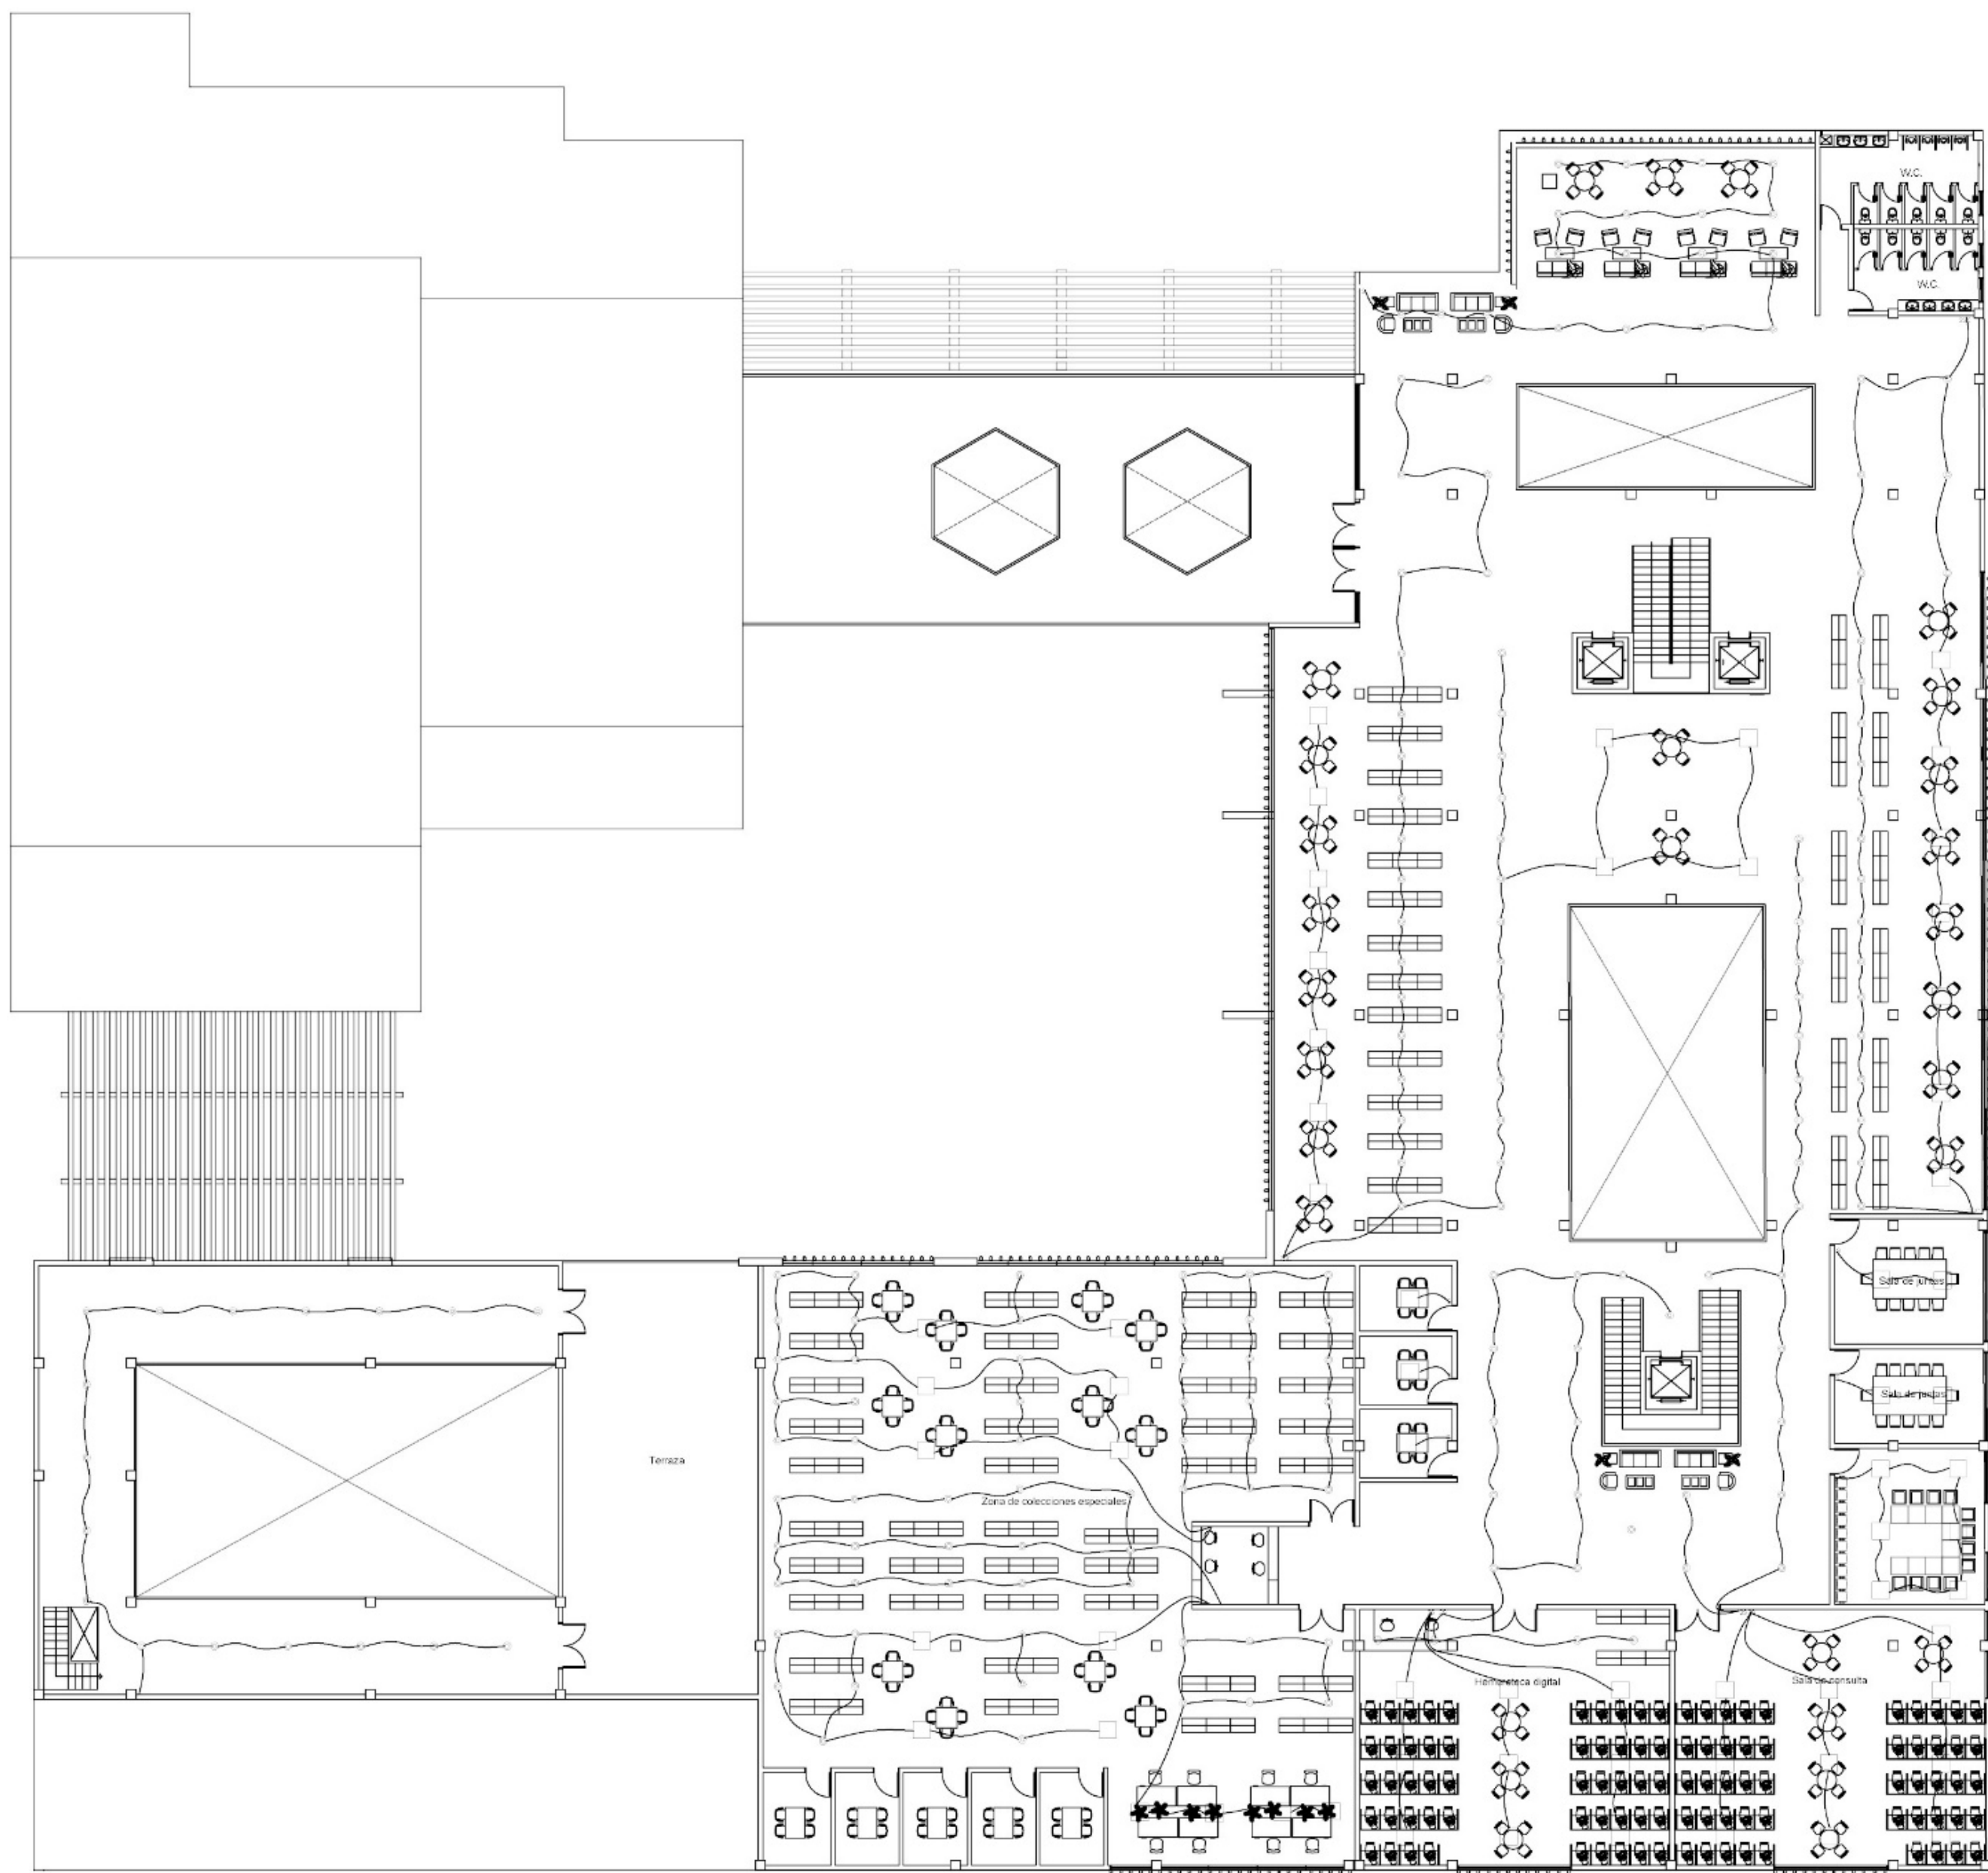 W.C.
W.C.
Sala de juntas
Sala de juntas
Terraza
Zona de colecciones especiales
Hemeroteca digital
Sala de consulta